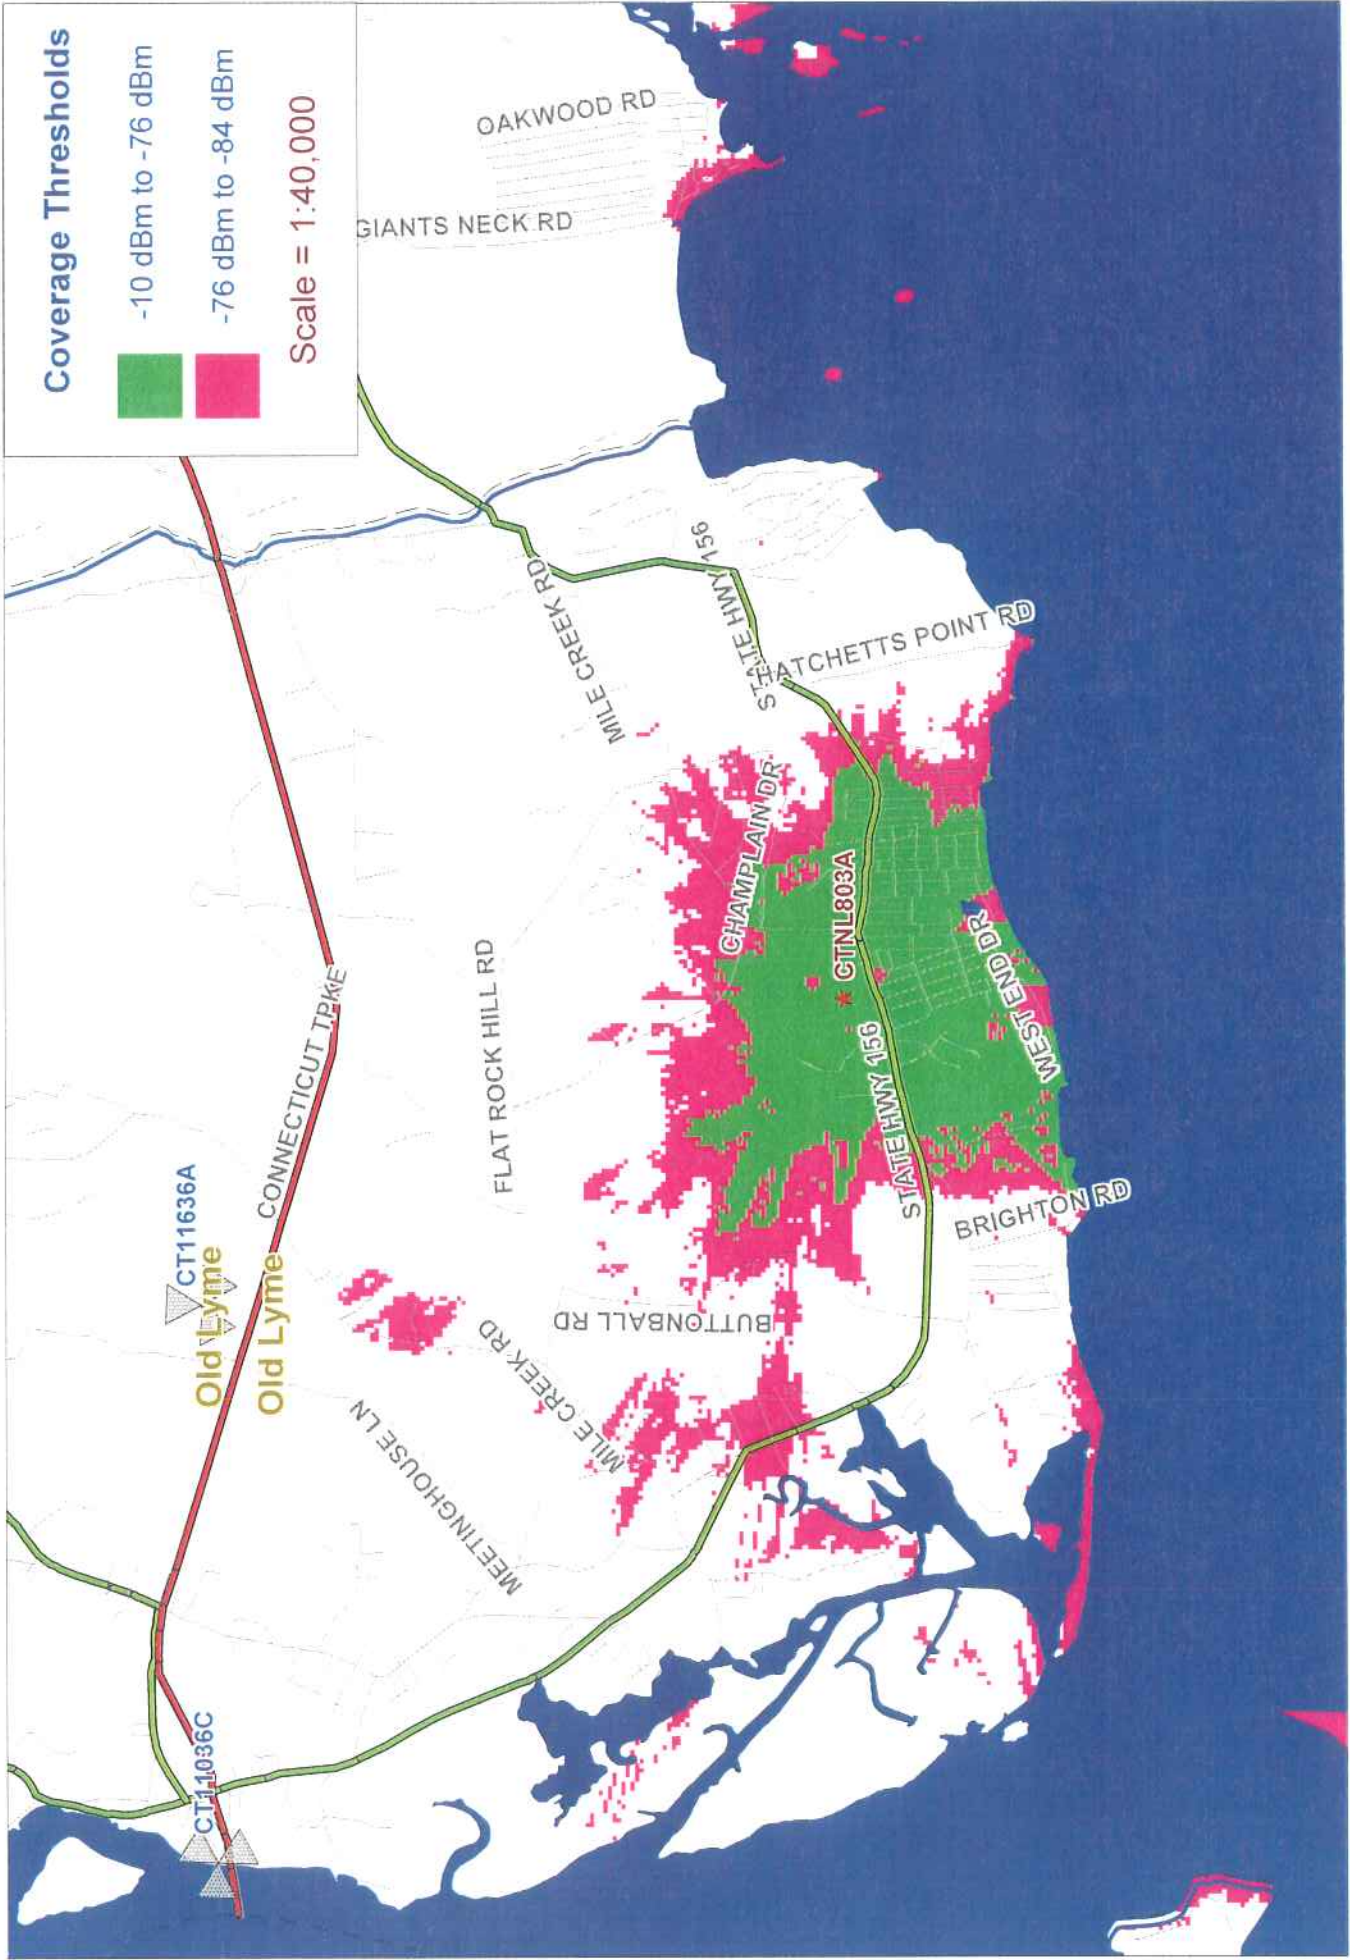 Coverage Thresholds
-10 dBm to -76 dBm
-76 dBm to -84 dBm
Scale = 1:40,000
OAKWOOD RD
GIANTS NECK RD
MILE CREEK RD
STATE HWY 156
HATCHETTS POINT RD
CHAMPLAIN DR
CTNL803A
WEST END DR
STATE HWY 156
BRIGHTON RD
FLAT ROCK HILL RD
CONNECTICUT TPKE
CT11636A
Old Lyme
Old Lyme
BUTTONBALL RD
MILE CREEK RD
MEETINGHOUSE LN
CT11036C